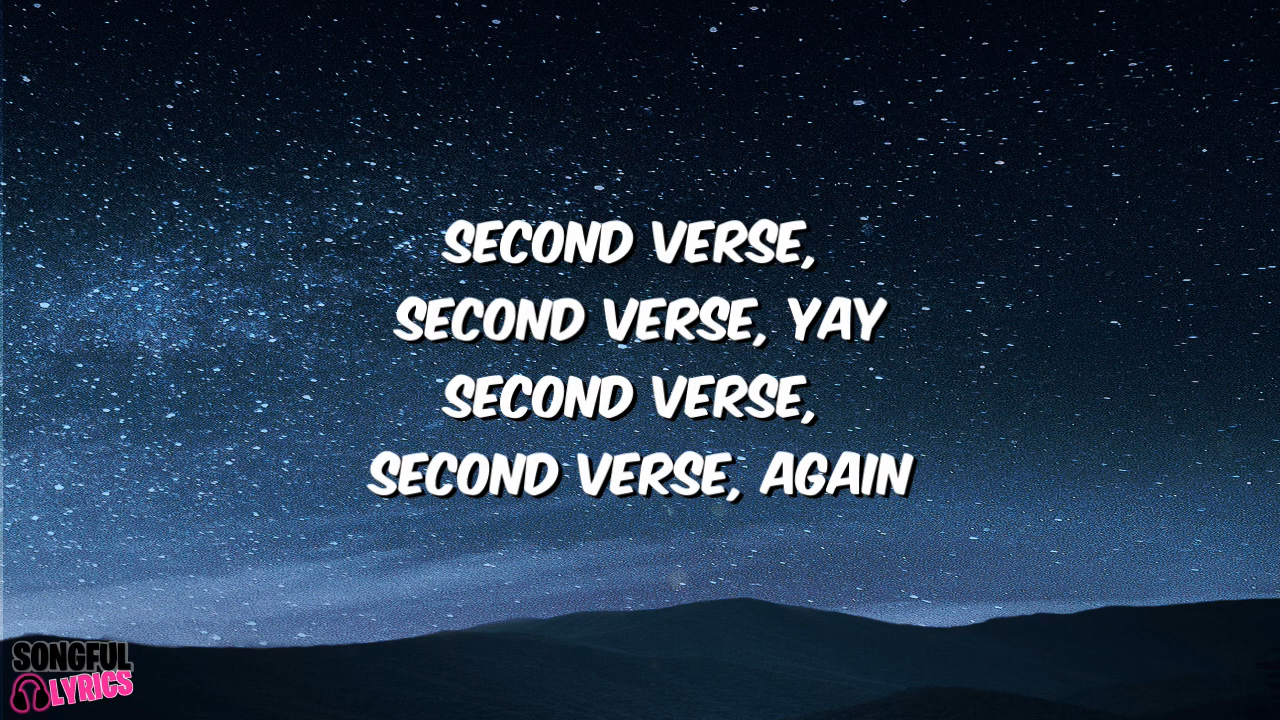 SECOND VERSE,
SECOND VERSE, YAY
SECOND VERSE,
SECOND VERSE, AGAIN
SONGFUL
LYRICS